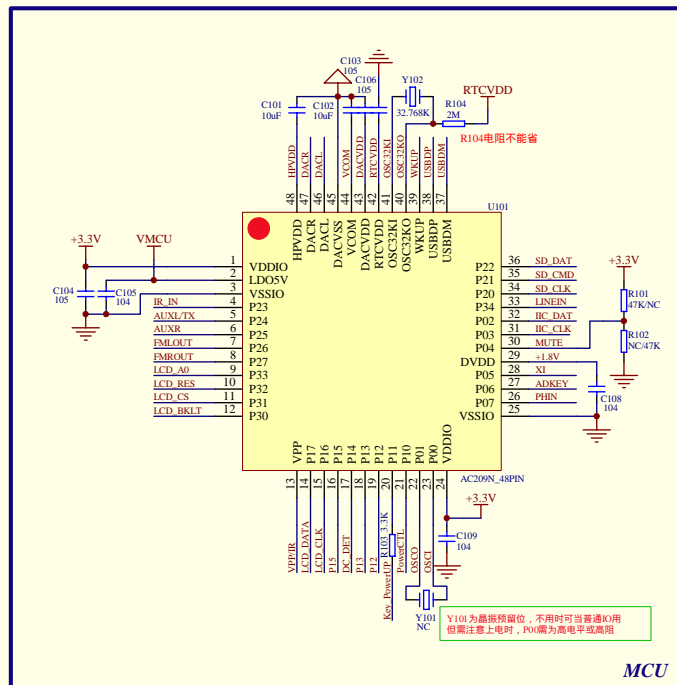 C103
105
C106
105
Y102
32.768K
RTCVDD
R104
2M
R104电阻不能省
C101
10uF
C102
10uF
HPVDD
DACR
DACL
VCOM
DACVDD
RTCVDD
OSC32KI
OSC32KO
WKUP
USBDP
USBDM
48
47
46
45
44
43
42
41
40
39
38
37
U101
HPVDD
DACR
DACL
DACVSS
VCOM
DACVDD
RTCVDD
OSC32KI
OSC32KO
WKUP
USBDP
USBDM
+3.3V
VMCU
C104
105
C105
104
1 VDDIO
2 LDO5V
3 VSSIO
IR_IN 4 P23
AUXL/TX 5 P24
AUXR 6 P25
FMLOUT 7 P26
FMROUT 8 P27
LCD_A0 9 P33
LCD_RES 10 P32
LCD_CS 11 P31
LCD_BKLT 12 P30
P22 36 SD_DAT
P21 35 SD_CMD
P20 34 SD_CLK
P34 33 LINEIN
P02 32 IIC_DAT
P03 31 IIC_CLK
P04 30 MUTE
DVDD 29 +1.8V
P05 28 XI
P06 27 ADKEY
P07 26 PHIN
VSSIO 25
+3.3V
R101
47K/NC
R102
NC/47K
C108
104
VPP
P17
P16
P15
P14
P13
P12
P11
P10
P01
P00
VDDIO
AC209N_48PIN
13
14
15
16
17
18
19
20
21
22
23
24
VPP/IR
LCD_DATA
LCD_CLK
P15
DC_DET
P13
P12
R103 3.3K
Key_PowerUP
PowerCTL
OSCO
OSCI
+3.3V
C109
104
Y101
NC
Y101为晶振预留位，不用时可当普通IO用
但需注意上电时，P00需为高电平或高阻
MCU